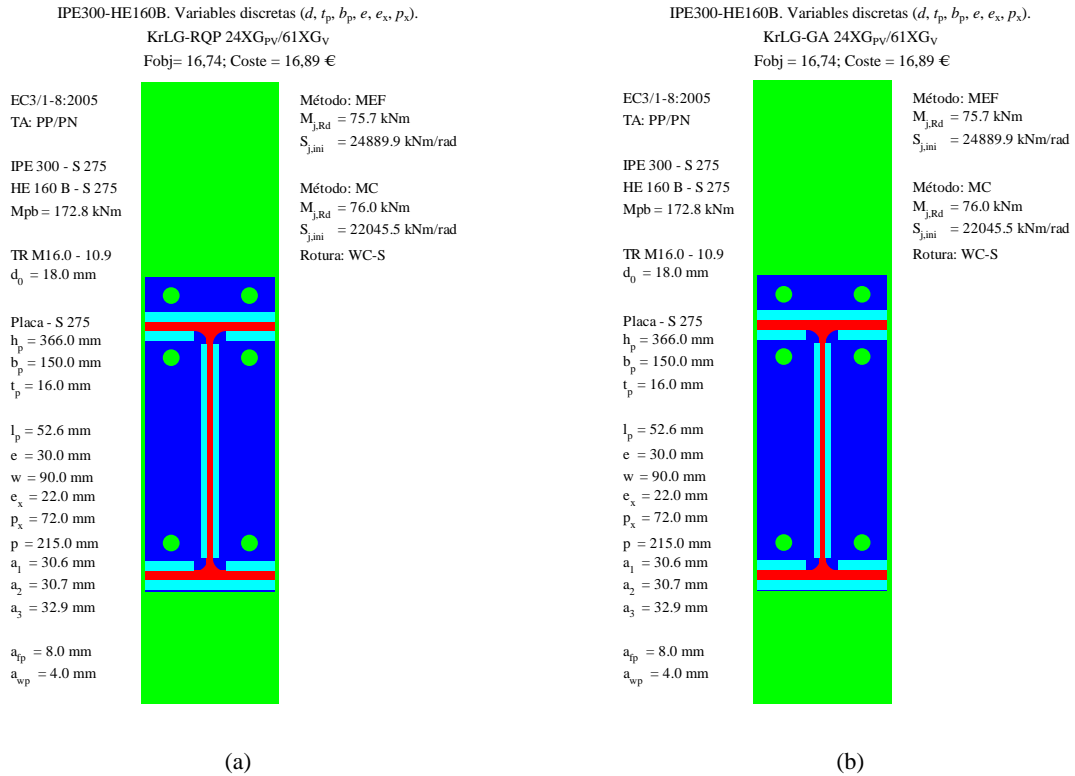 IPE300-HE160B. Variables discretas (d, tp, bp, e, ex, px).
KrLG-RQP 24XGPV/61XGV
Fobj= 16,74; Coste = 16,89 €
EC3/1-8:2005
TA: PP/PN
IPE 300 - S 275
HE 160 B - S 275
Mpb = 172.8 kNm
TR M16.0 - 10.9
d0 = 18.0 mm
Placa - S 275
hp = 366.0 mm
bp = 150.0 mm
tp = 16.0 mm
lp = 52.6 mm
e = 30.0 mm
w = 90.0 mm
ex = 22.0 mm
px = 72.0 mm
p = 215.0 mm
a1 = 30.6 mm
a2 = 30.7 mm
a3 = 32.9 mm
afp = 8.0 mm
awp = 4.0 mm
Método: MEF
Mj,Rd = 75.7 kNm
Sj,ini = 24889.9 kNm/rad
Método: MC
Mj,Rd = 76.0 kNm
Sj,ini = 22045.5 kNm/rad
Rotura: WC-S
(a)
IPE300-HE160B. Variables discretas (d, tp, bp, e, ex, px).
KrLG-GA 24XGPV/61XGV
Fobj= 16,74; Coste = 16,89 €
EC3/1-8:2005
TA: PP/PN
IPE 300 - S 275
HE 160 B - S 275
Mpb = 172.8 kNm
TR M16.0 - 10.9
d0 = 18.0 mm
Placa - S 275
hp = 366.0 mm
bp = 150.0 mm
tp = 16.0 mm
lp = 52.6 mm
e = 30.0 mm
w = 90.0 mm
ex = 22.0 mm
px = 72.0 mm
p = 215.0 mm
a1 = 30.6 mm
a2 = 30.7 mm
a3 = 32.9 mm
afp = 8.0 mm
awp = 4.0 mm
Método: MEF
Mj,Rd = 75.7 kNm
Sj,ini = 24889.9 kNm/rad
Método: MC
Mj,Rd = 76.0 kNm
Sj,ini = 22045.5 kNm/rad
Rotura: WC-S
(b)